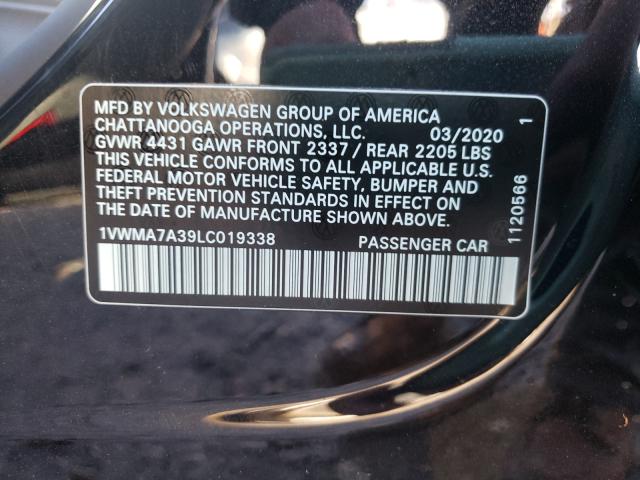 MFD BY VOLKSWAGEN GROUP OF AMERICA
CHATTANOOGA OPERATIONS, LLC. 03/2020
GVWR 4431 GAWR FRONT 2337 / REAR 2205 LBS
THIS VEHICLE CONFORMS TO ALL APPLICABLE U.S.
FEDERAL MOTOR VEHICLE SAFETY, BUMPER AND
THEFT PREVENTION STANDARDS IN EFFECT ON
THE DATE OF MANUFACTURE SHOWN ABOVE.
1VWMA7A39LC019338 PASSENGER CAR
1120566 1